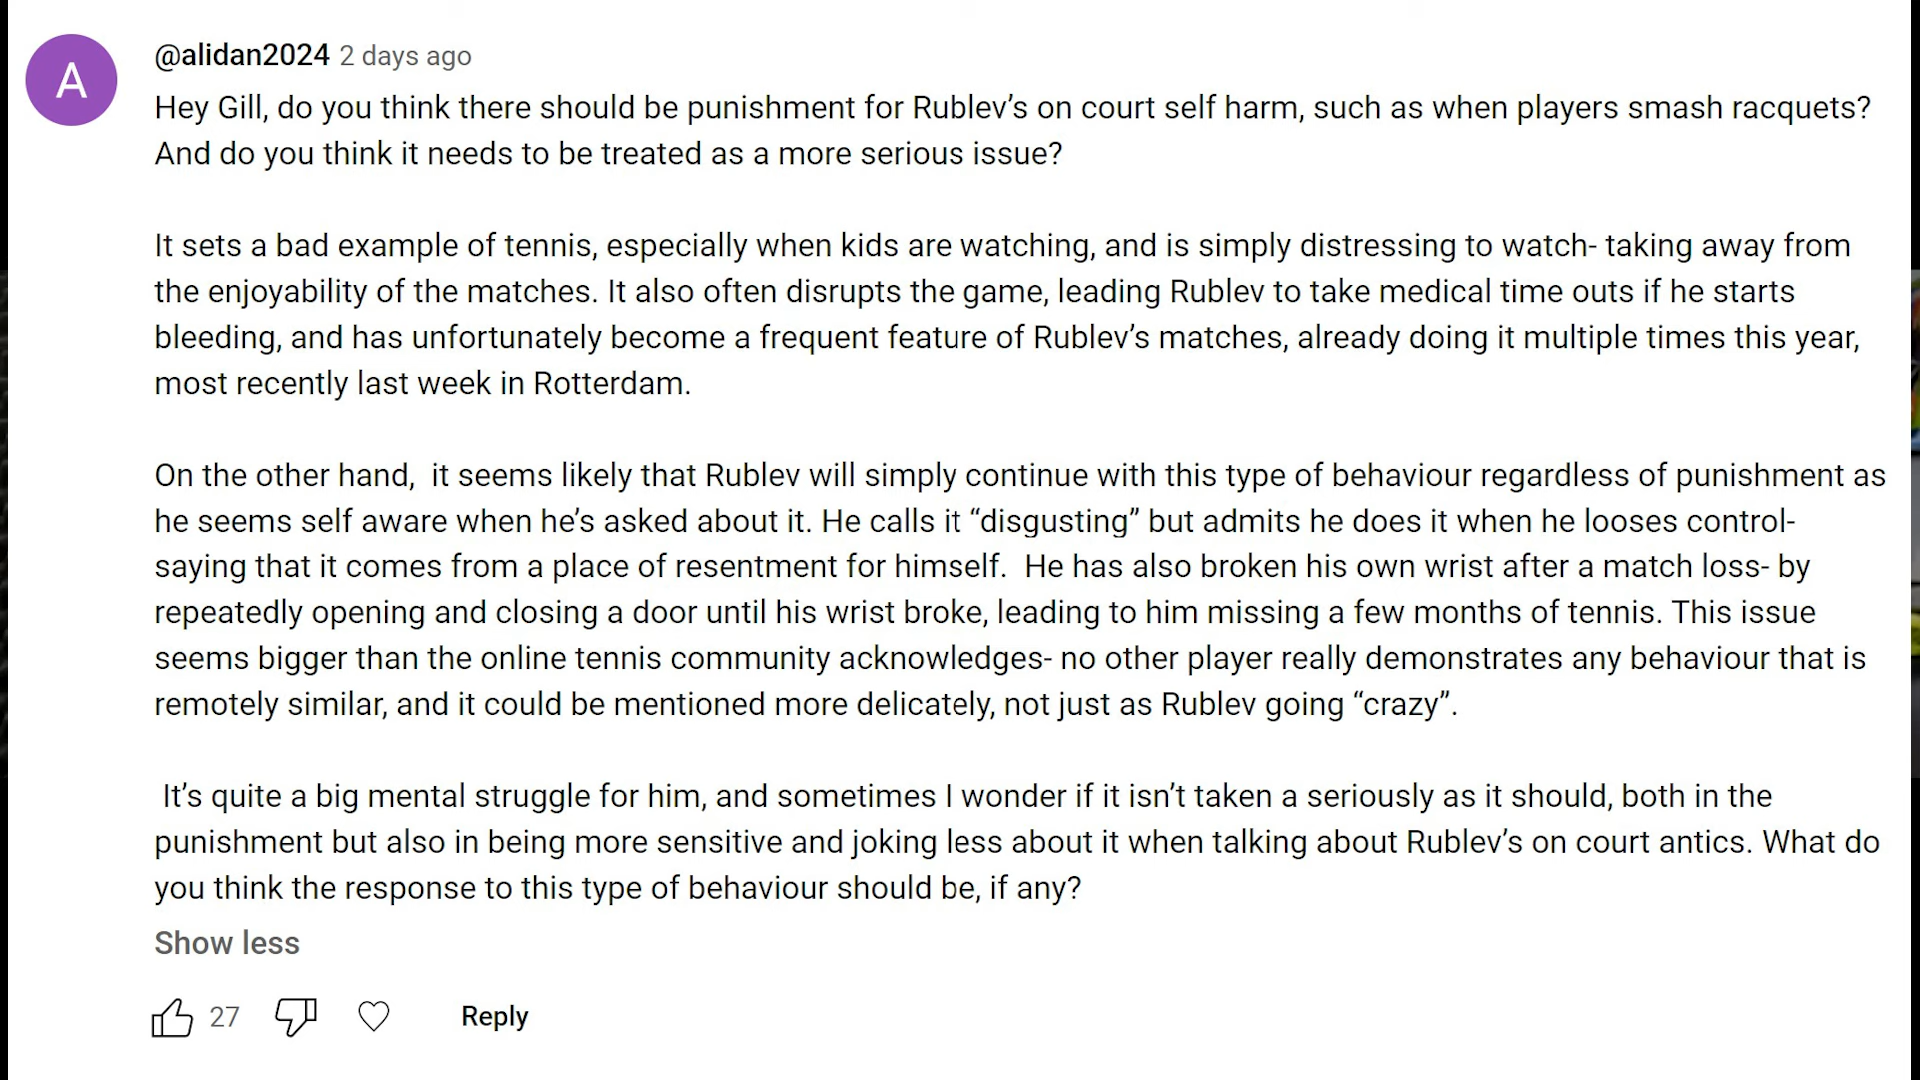 A
@alidan2024 2 days ago
Hey Gill, do you think there should be punishment for Rublev’s on court self harm, such as when players smash racquets?
And do you think it needs to be treated as a more serious issue?
It sets a bad example of tennis, especially when kids are watching, and is simply distressing to watch- taking away from
the enjoyability of the matches. It also often disrupts the game, leading Rublev to take medical time outs if he starts
bleeding, and has unfortunately become a frequent feature of Rublev’s matches, already doing it multiple times this year,
most recently last week in Rotterdam.
On the other hand,  it seems likely that Rublev will simply continue with this type of behaviour regardless of punishment as
he seems self aware when he’s asked about it. He calls it “disgusting” but admits he does it when he looses control-
saying that it comes from a place of resentment for himself.  He has also broken his own wrist after a match loss- by
repeatedly opening and closing a door until his wrist broke, leading to him missing a few months of tennis. This issue
seems bigger than the online tennis community acknowledges- no other player really demonstrates any behaviour that is
remotely similar, and it could be mentioned more delicately, not just as Rublev going “crazy”.
It’s quite a big mental struggle for him, and sometimes I wonder if it isn’t taken a seriously as it should, both in the
punishment but also in being more sensitive and joking less about it when talking about Rublev’s on court antics. What do
you think the response to this type of behaviour should be, if any?
Show less
27
Reply